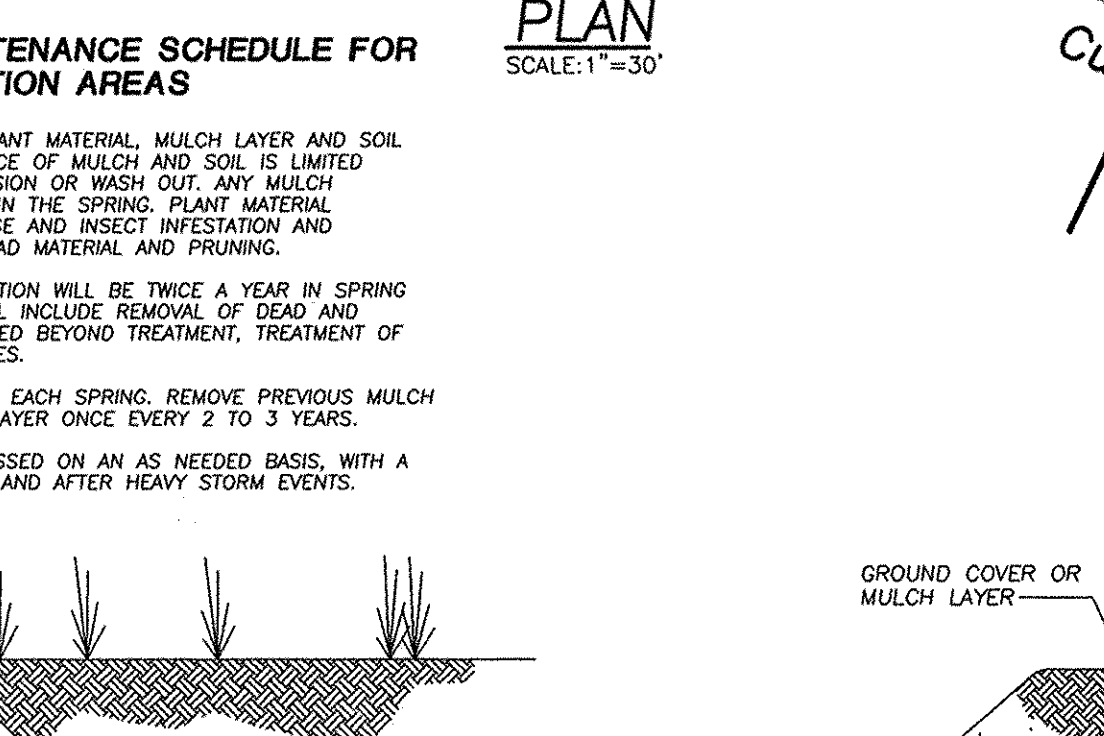 TENANCE SCHEDULE FOR
TION AREAS
ANT MATERIAL, MULCH LAYER AND SOIL
CE OF MULCH AND SOIL IS LIMITED
SION OR WASH OUT. ANY MULCH
IN THE SPRING. PLANT MATERIAL
SE AND INSECT INFESTATION AND
AD MATERIAL AND PRUNING.
TION WILL BE TWICE A YEAR IN SPRING
L INCLUDE REMOVAL OF DEAD AND
ED BEYOND TREATMENT, TREATMENT OF
ES.
EACH SPRING. REMOVE PREVIOUS MULCH
AYER ONCE EVERY 2 TO 3 YEARS.
SSED ON AN AS NEEDED BASIS, WITH A
AND AFTER HEAVY STORM EVENTS.
PLAN
SCALE:1"=30'
Cu
GROUND COVER OR
MULCH LAYER